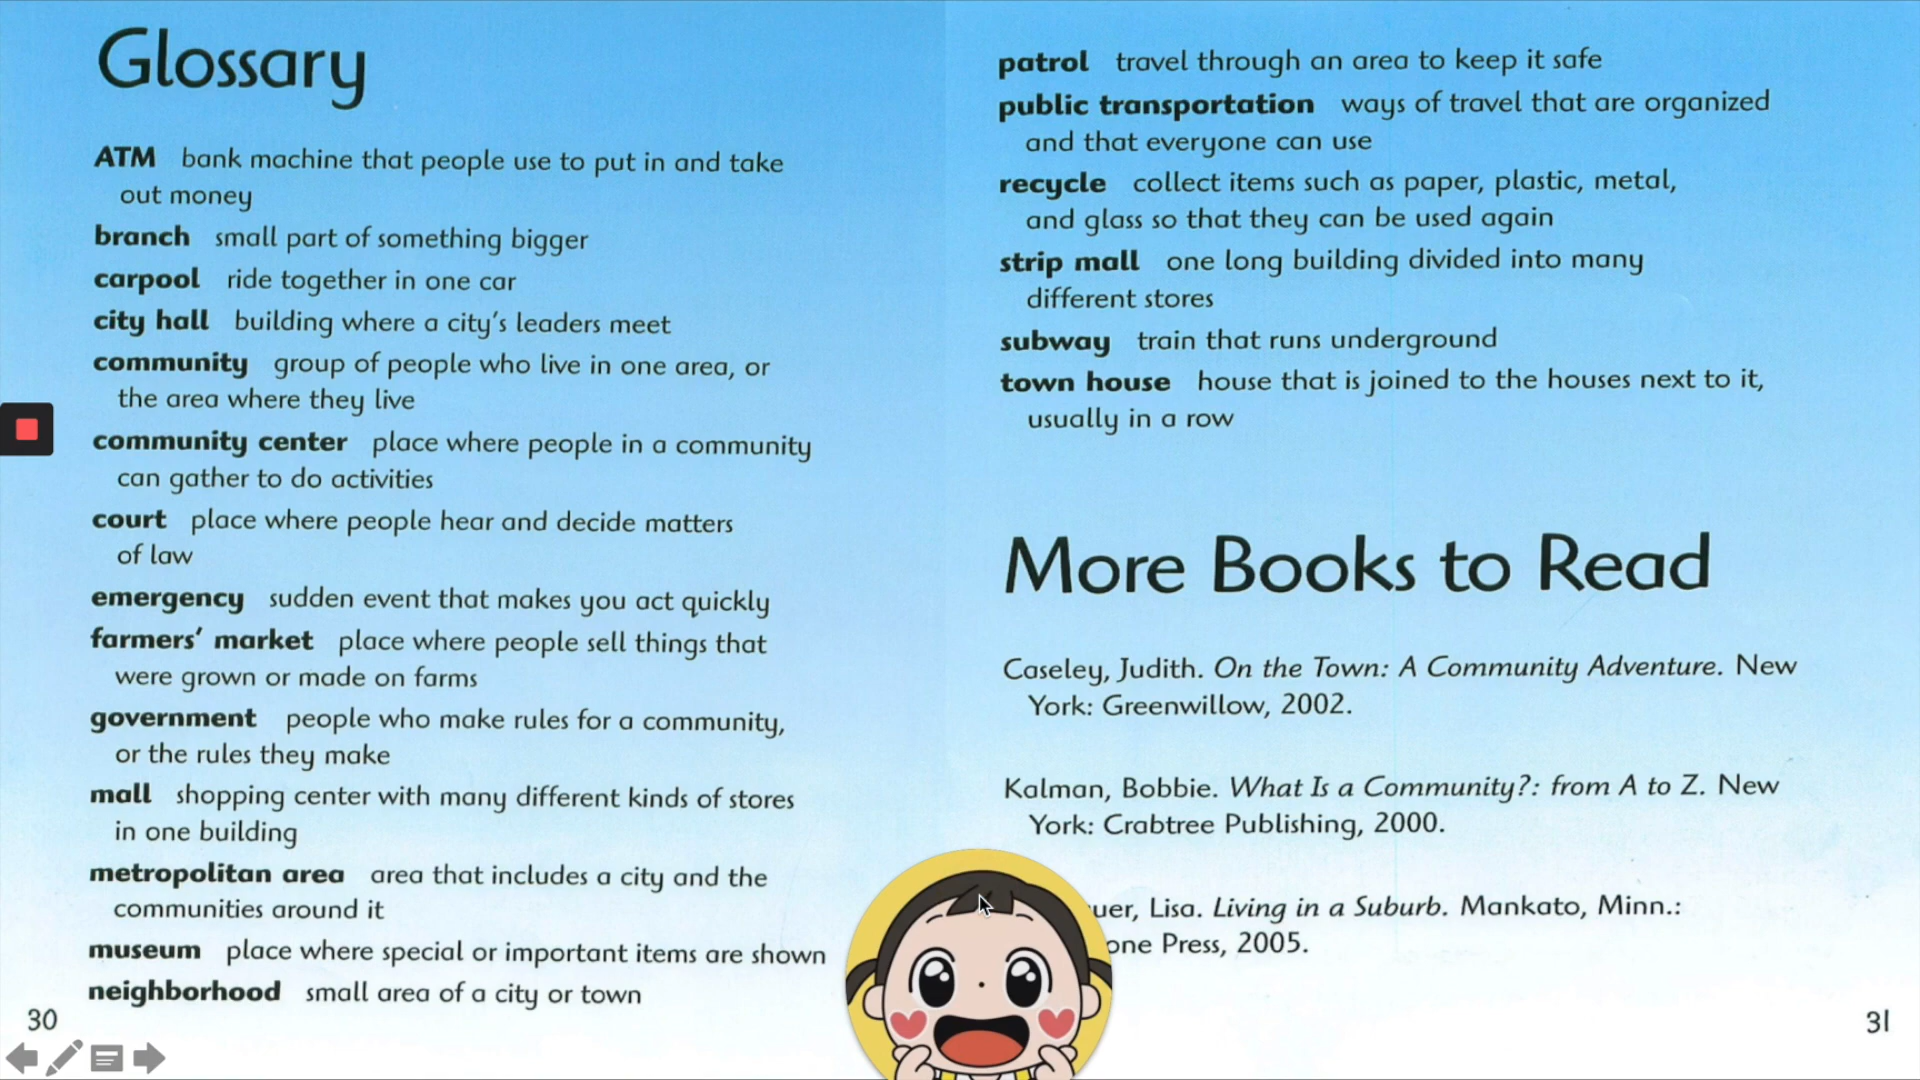 Glossary
ATM bank machine that people use to put in and take
out money
branch small part of something bigger
carpool ride together in one car
city hall building where a city's leaders meet
community group of people who live in one area, or
the area where they live
community center place where people in a community
can gather to do activities
court place where people hear and decide matters
of law
emergency sudden event that makes you act quickly
farmers' market place where people sell things that
were grown or made on farms
government people who make rules for a community,
or the rules they make
mall shopping center with many different kinds of stores
in one building
metropolitan area area that includes a city and the
communities around it
museum place where special or important items are shown
neighborhood small area of a city or town
30
patrol travel through an area to keep it safe
public transportation ways of travel that are organized
and that everyone can use
recycle collect items such as paper, plastic, metal,
and glass so that they can be used again
strip mall one long building divided into many
different stores
subway train that runs underground
town house house that is joined to the houses next to it,
usually in a row
More Books to Read
Caseley, Judith. On the Town: A Community Adventure. New
York: Greenwillow, 2002.
Kalman, Bobbie. What Is a Community?: from A to Z. New
York: Crabtree Publishing, 2000.
Lisa. Living in a Suburb. Mankato, Minn.:
Press, 2005.
31